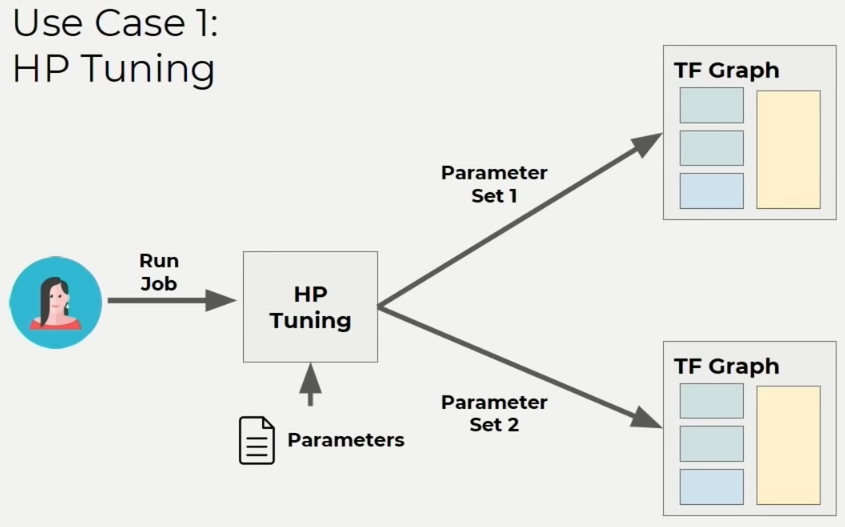 Use Case 1:
HP Tuning
TF Graph
Parameter
Set 1
Run
Job
HP
Tuning
Parameters
Parameter
Set 2
TF Graph